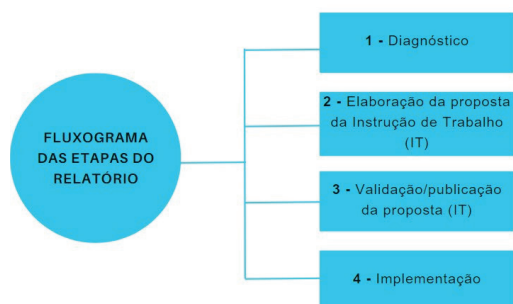 FLUXOGRAMA
DAS ETAPAS DO
RELATÓRIO
1 - Diagnóstico
2 - Elaboração da proposta
da Instrução de Trabalho
(IT)
3 - Validação/publicação
da proposta (IT)
4 - Implementação